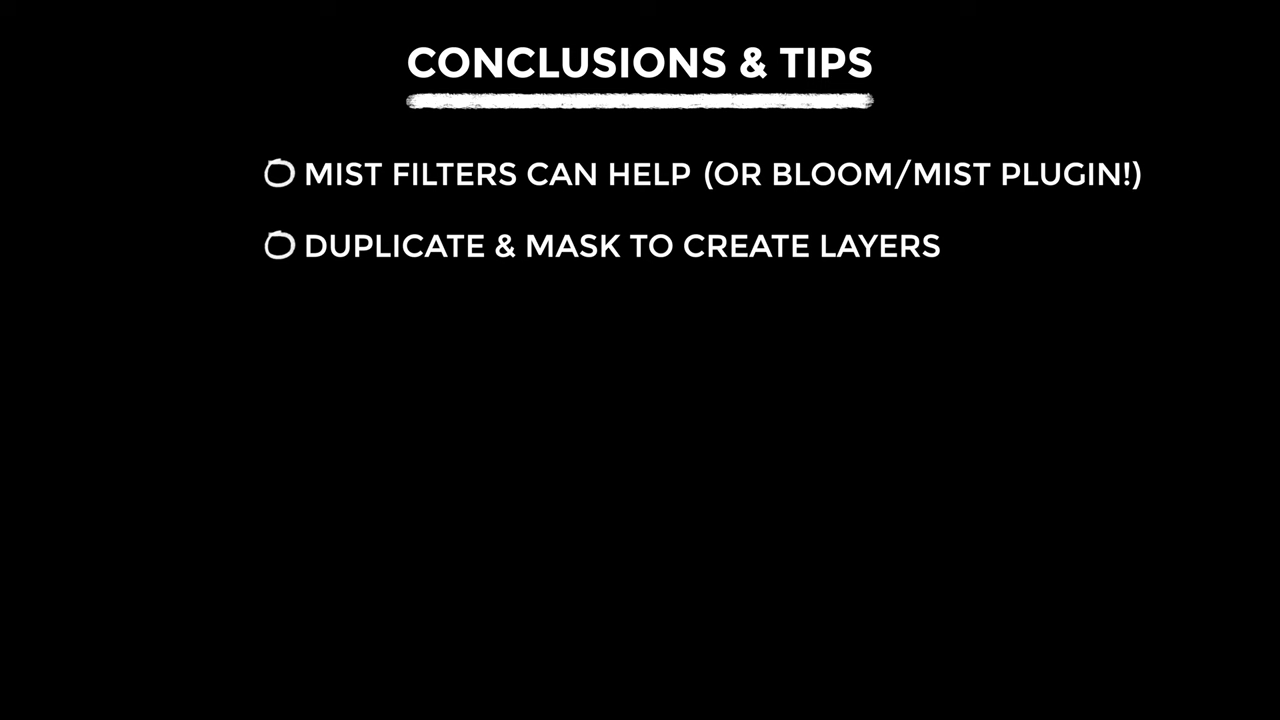 CONCLUSIONS & TIPS
MIST FILTERS CAN HELP (OR BLOOM/MIST PLUGIN!)
DUPLICATE & MASK TO CREATE LAYERS